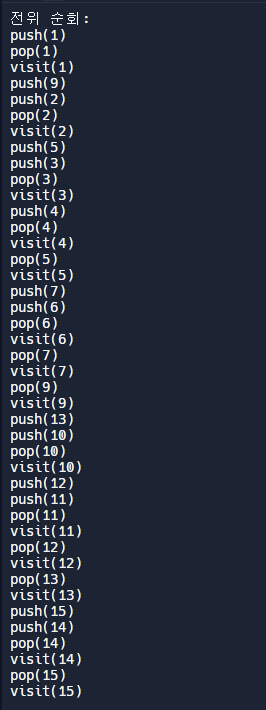 전위 순회:
push(1)
pop(1)
visit(1)
push(9)
push(2)
pop(2)
visit(2)
push(5)
push(3)
pop(3)
visit(3)
push(4)
pop(4)
visit(4)
pop(5)
visit(5)
push(7)
push(6)
pop(6)
visit(6)
pop(7)
visit(7)
pop(9)
visit(9)
push(13)
push(10)
pop(10)
visit(10)
push(12)
push(11)
pop(11)
visit(11)
pop(12)
visit(12)
pop(13)
visit(13)
push(15)
push(14)
pop(14)
visit(14)
pop(15)
visit(15)